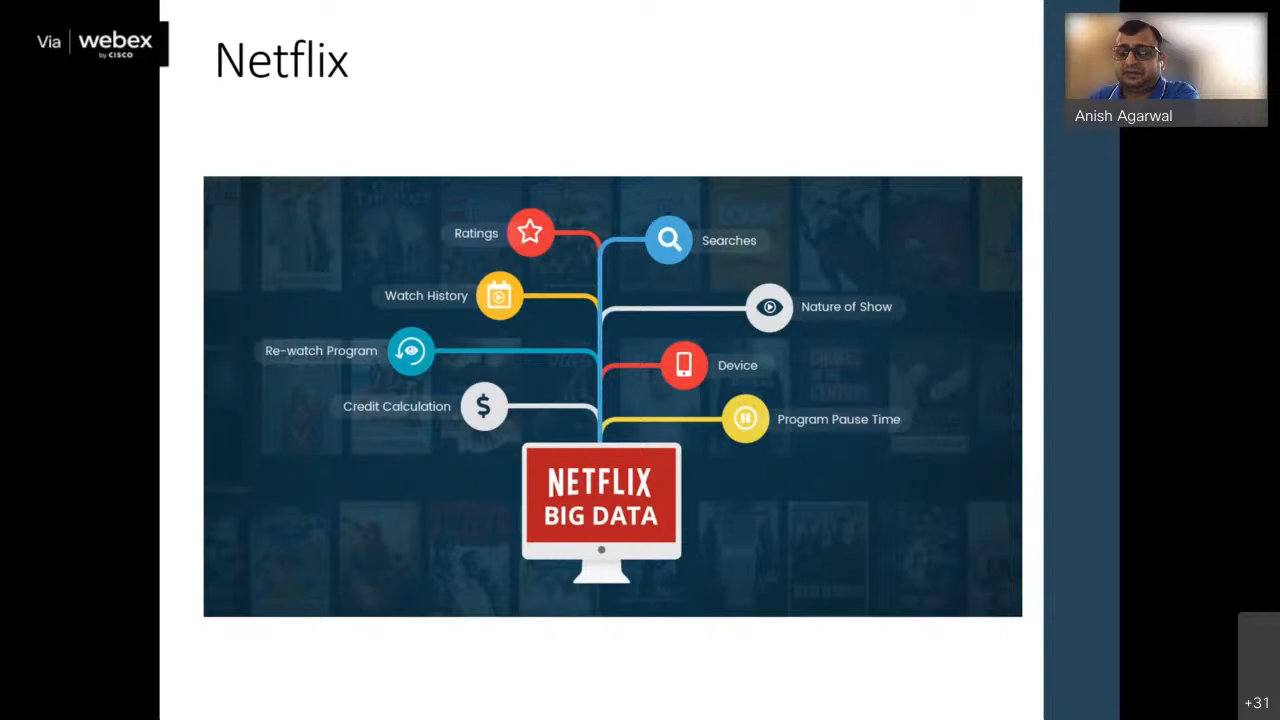 Via webex
by CISCO
Netflix
Anish Agarwal
Ratings
Searches
Watch History
Nature of Show
Re-watch Program
Device
Credit Calculation
Program Pause Time
NETFLIX
BIG DATA
+31